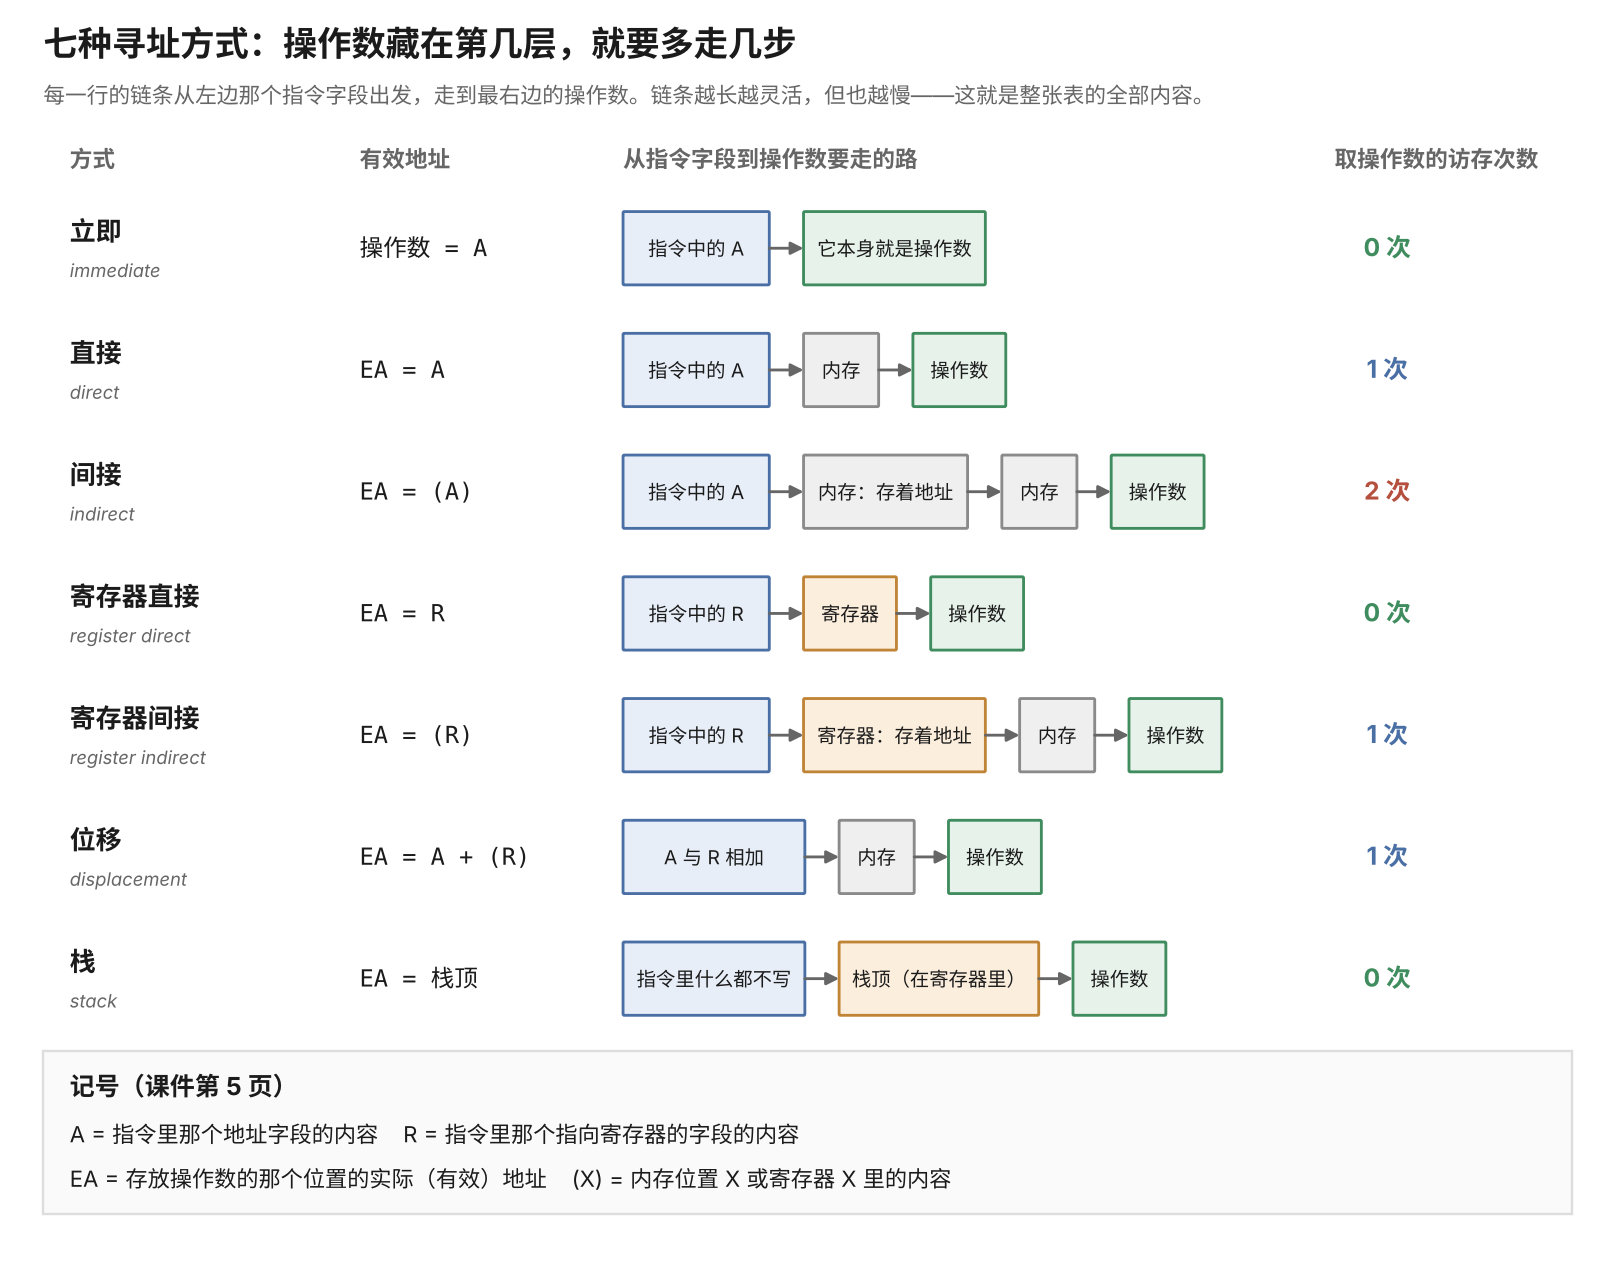 七种寻址方式：操作数藏在第几层，就要多走几步
每一行的链条从左边那个指令字段出发，走到最右边的操作数。链条越长越灵活，但也越慢——这就是整张表的全部内容。
方式 有效地址 从指令字段到操作数要走的路 取操作数的访存次数
立即
immediate
操作数 = A
指令中的 A
它本身就是操作数
0 次
直接
direct
EA = A
指令中的 A
内存
操作数
1 次
间接
indirect
EA = (A)
指令中的 A
内存：存着地址
内存
操作数
2 次
寄存器直接
register direct
EA = R
指令中的 R
寄存器
操作数
0 次
寄存器间接
register indirect
EA = (R)
指令中的 R
寄存器：存着地址
内存
操作数
1 次
位移
displacement
EA = A + (R)
A 与 R 相加
内存
操作数
1 次
栈
stack
EA = 栈顶
指令里什么都不写
栈顶（在寄存器里）
操作数
0 次
记号（课件第 5 页）
A = 指令里那个地址字段的内容 R = 指令里那个指向寄存器的字段的内容
EA = 存放操作数的那个位置的实际（有效）地址 (X) = 内存位置 X 或寄存器 X 里的内容